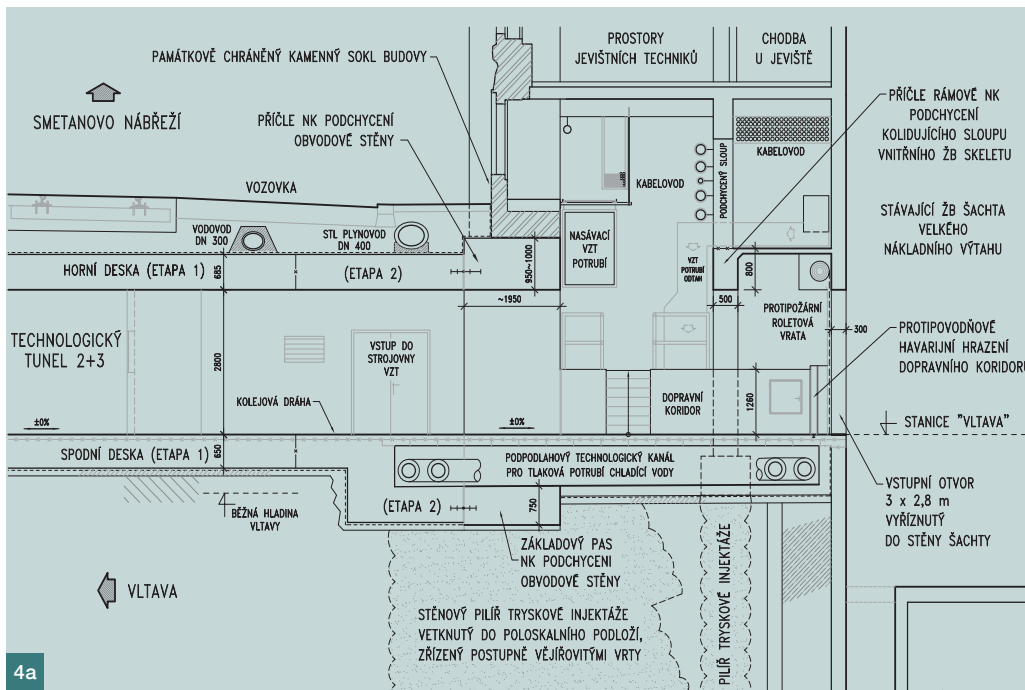 PAMÁTKOVĚ CHRÁNĚNÝ KAMENNÝ SOKL BUDOVY
PROSTORY
JEVIŠTNÍCH TECHNIKŮ
CHODBA
U JEVIŠTĚ
SMETANOVO NÁBŘEŽÍ
PŘÍČLE NK PODCHYCENÍ
OBVODOVÉ STĚNY
PŘÍČLE RÁMOVÉ NK
PODCHYCENÍ
KOLIDUJÍCÍHO SLOUPU
VNITŘNÍHO ŽB SKELETU
KABELOVOD
KABELOVOD
PODCHYCENÝ SLOUP
VOZOVKA
STÁVAJÍCÍ ŽB ŠACHTA
VELKÉHO
NÁKLADNÍHO VÝTAHU
VODOVOD
DN 300
STL PLYNOVOD
DN 400
NASÁVACÍ
VZT
POTRUBÍ
VZT
POTRUBÍ
ODTAH
HORNÍ DESKA (ETAPA 1)
685
(ETAPA 2)
950~1000
800
~1950
500
300
PROTIPOŽÁRNÍ
ROLETOVÁ
VRATA
TECHNOLOGICKÝ
TUNEL 2+3
2800
VSTUP DO
STROJOVNY
VZT
PROTIPOVODŇOVÉ
HAVARIJNÍ HRAZENÍ
DOPRAVNÍHO KORIDORU
KOLEJOVÁ DRÁHA
DOPRAVNÍ
KORIDOR
1260
±0%
±0%
STANICE "VLTAVA"
SPODNÍ DESKA (ETAPA 1)
650
PODPODLAHOVÝ TECHNOLOGICKÝ KANÁL
PRO TLAKOVÁ POTRUBÍ CHLADÍCÍ VODY
VSTUPNÍ OTVOR
3 x 2,8 m
VYŘÍZNUTÝ
DO STĚNY ŠACHTY
BĚŽNÁ HLADINA
VLTAVY
(ETAPA 2)
750
ZÁKLADOVÝ PAS
NK PODCHYCENI
OBVODOVÉ STĚNY
VLTAVA
STĚNOVÝ PILÍŘ TRYSKOVÉ INJEKTÁŽE
VETKNUTÝ DO POLOSKALNÍHO PODLOŽÍ,
ZŘÍZENÝ POSTUPNĚ VĚJÍŘOVITÝMI VRTY
PILÍŘ TRYSKOVÉ INJEKTÁŽE
4a